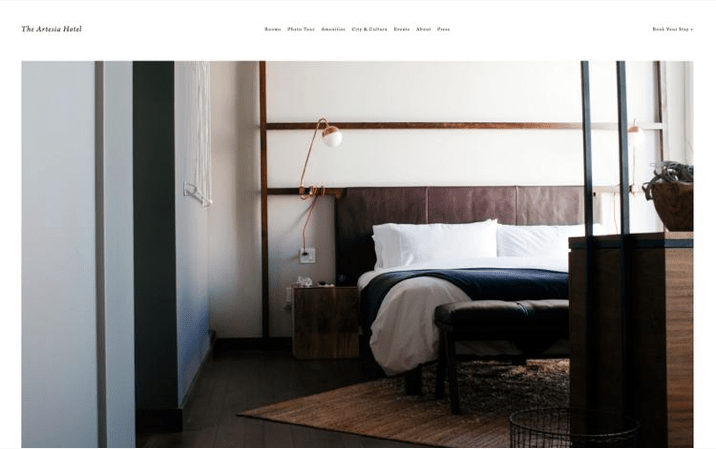 The Artesia Hotel
Rooms Photo Tour Amenities City & Culture Events About Press
Book Your Stay